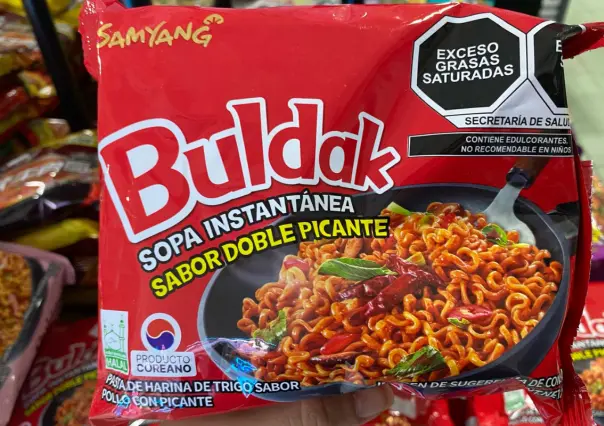 SAMYANG
EXCESO
GRASAS
SATURADAS
SECRETARÍA DE SALUD
CONTIENE EDULCORANTES,
NO RECOMENDABLE EN NIÑOS
Buldak
SOPA INSTANTÁNEA
SABOR DOBLE PICANTE
HALAL
PRODUCTO
COREANO
PASTA DE HARINA DE TRIGO SABOR
POLLO CON PICANTE